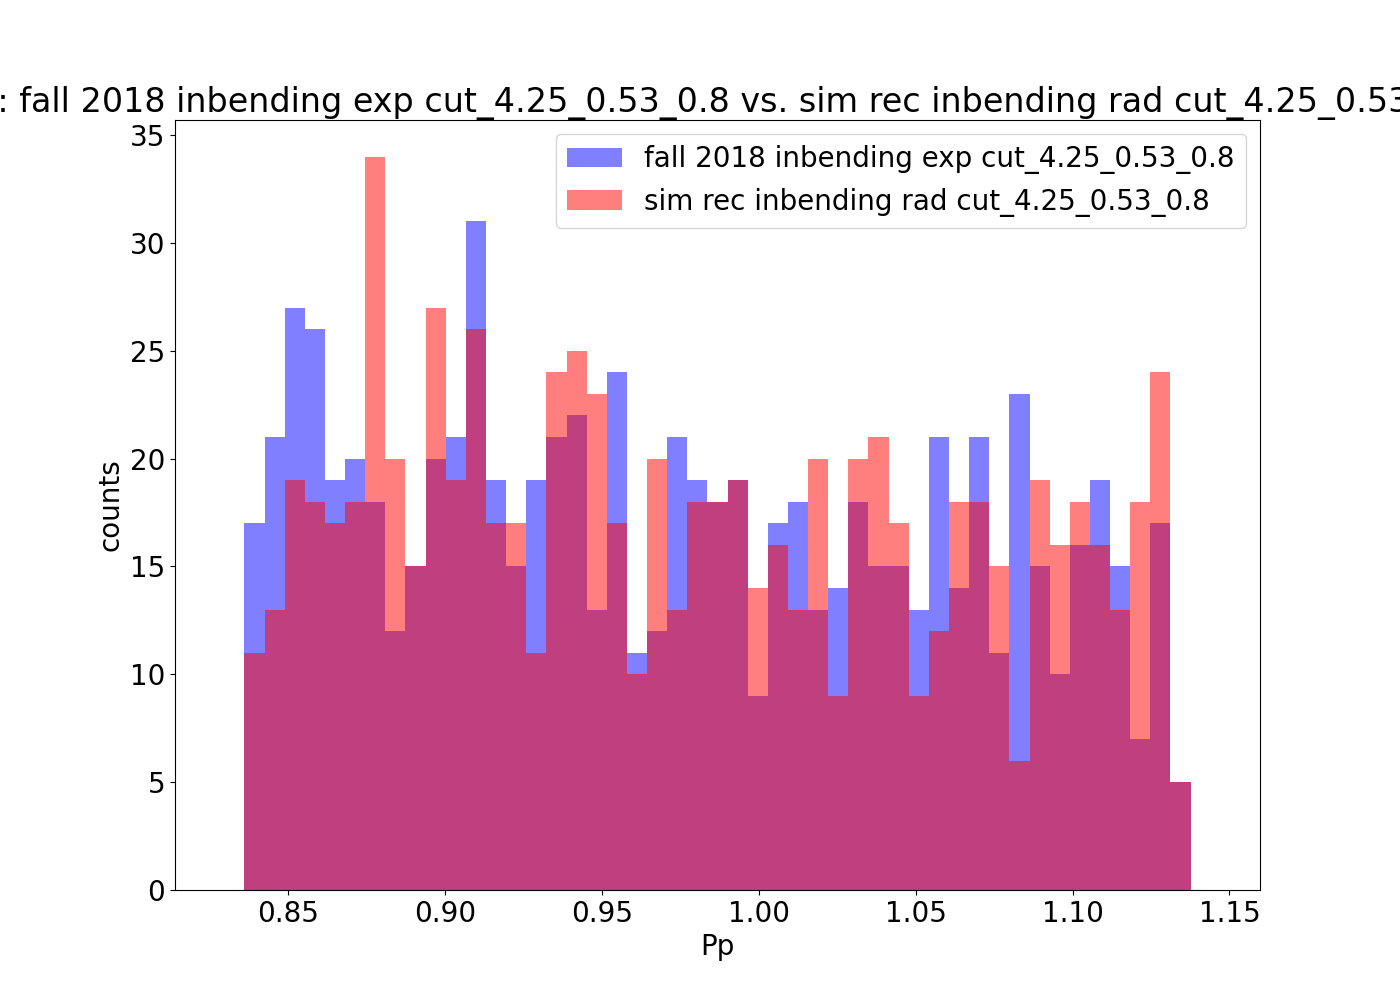 : fall 2018 inbending exp cut_4.25_0.53_0.8 vs. sim rec inbending rad cut_4.25_0.53
fall 2018 inbending exp cut_4.25_0.53_0.8
sim rec inbending rad cut_4.25_0.53_0.8
35
30
25
20
15
10
5
0
counts
0.85 0.90 0.95 1.00 1.05 1.10 1.15
Pp